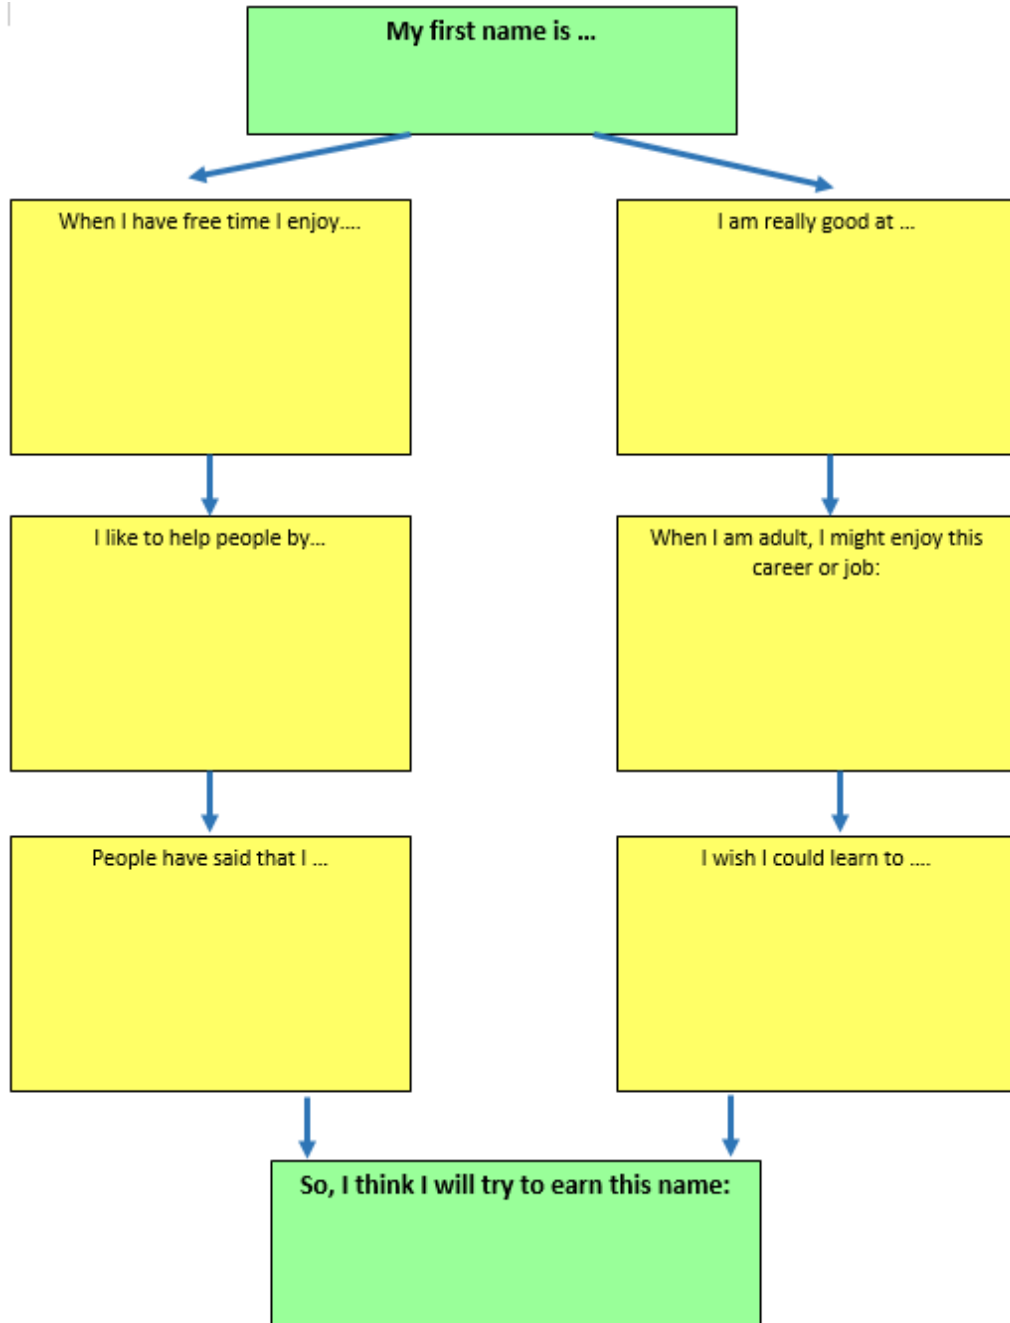 My first name is ...
When I have free time I enjoy....
I am really good at ...
I like to help people by...
When I am adult, I might enjoy this
career or job:
People have said that I ...
I wish I could learn to ....
So, I think I will try to earn this name: